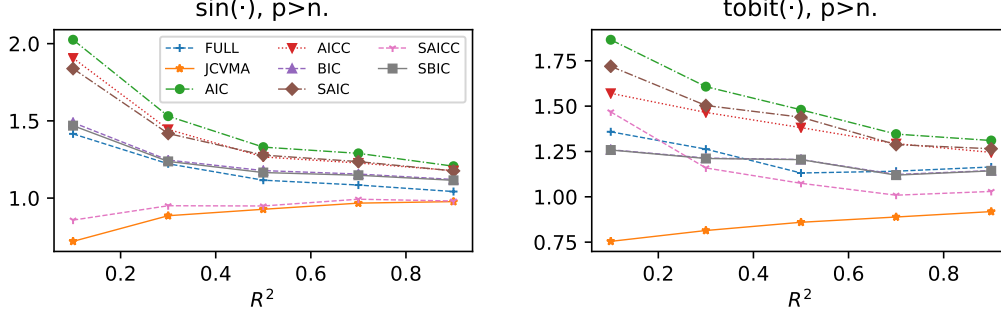 sin(·), p>n.
2.0
1.5
1.0
FULL
JCVMA
AIC
AICC
BIC
SAIC
SAICC
SBIC
0.2 0.4 0.6 0.8
R²
tobit(·), p>n.
1.75
1.50
1.25
1.00
0.75
0.2 0.4 0.6 0.8
R²